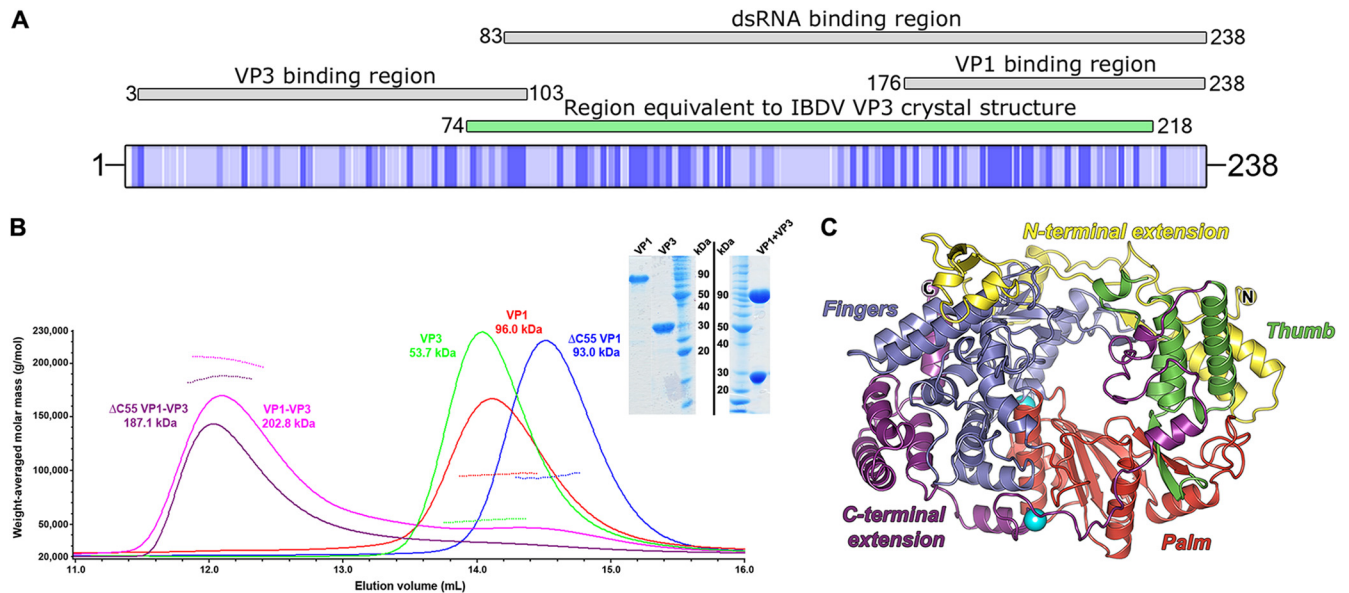 A
dsRNA binding region
83
238
VP3 binding region
VP1 binding region
3
103
176
238
Region equivalent to IBDV VP3 crystal structure
74
218
1
238
B
VP1
VP3
kDa
kDa
VP1+VP3
90
50
40
30
20
90
50
40
30
20
Weight-averaged molar mass (g/mol)
230,000
200,000
150,000
100,000
50,000
20,000
ΔC55 VP1-VP3
187.1 kDa
VP1-VP3
202.8 kDa
VP3
53.7 kDa
VP1
96.0 kDa
ΔC55 VP1
93.0 kDa
11.0
12.0
13.0
14.0
15.0
16.0
Elution volume (mL)
C
N-terminal extension
Fingers
C
N
Thumb
C-terminal
extension
Palm